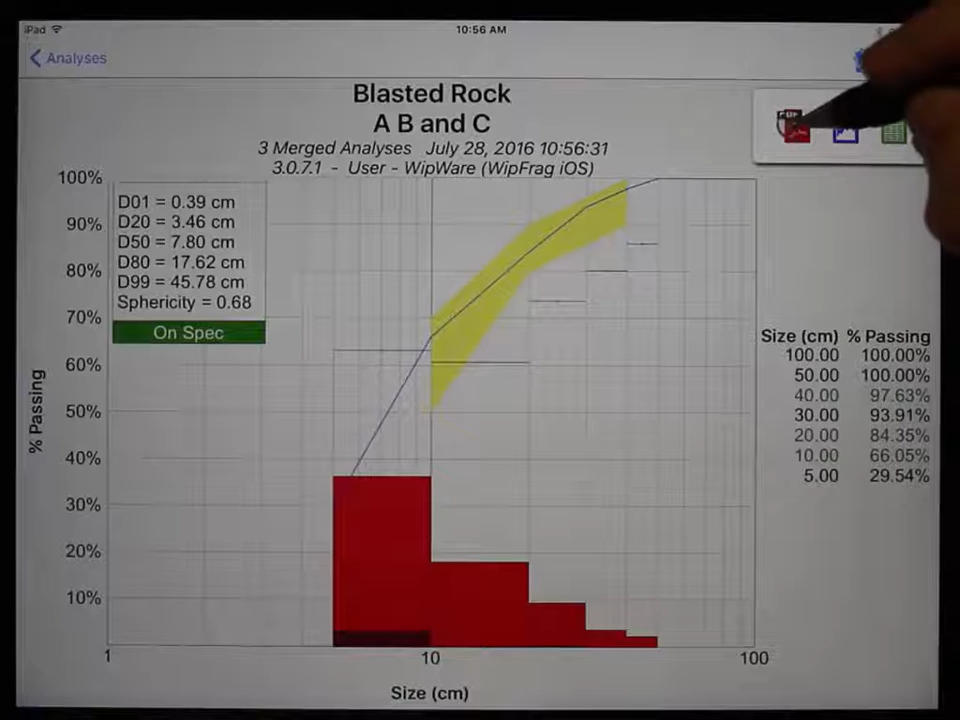 iPad
10:56 AM
Analyses
Blasted Rock
A B and C
3 Merged Analyses July 28, 2016 10:56:31
3.0.7.1 - User - WipWare (WipFrag iOS)
100%
90%
80%
70%
60%
50%
40%
30%
20%
10%
% Passing
D01 = 0.39 cm
D20 = 3.46 cm
D50 = 7.80 cm
D80 = 17.62 cm
D99 = 45.78 cm
Sphericity = 0.68
On Spec
Size (cm) % Passing
100.00 100.00%
50.00 100.00%
40.00 97.63%
30.00 93.91%
20.00 84.35%
10.00 66.05%
5.00 29.54%
1 10 100
Size (cm)